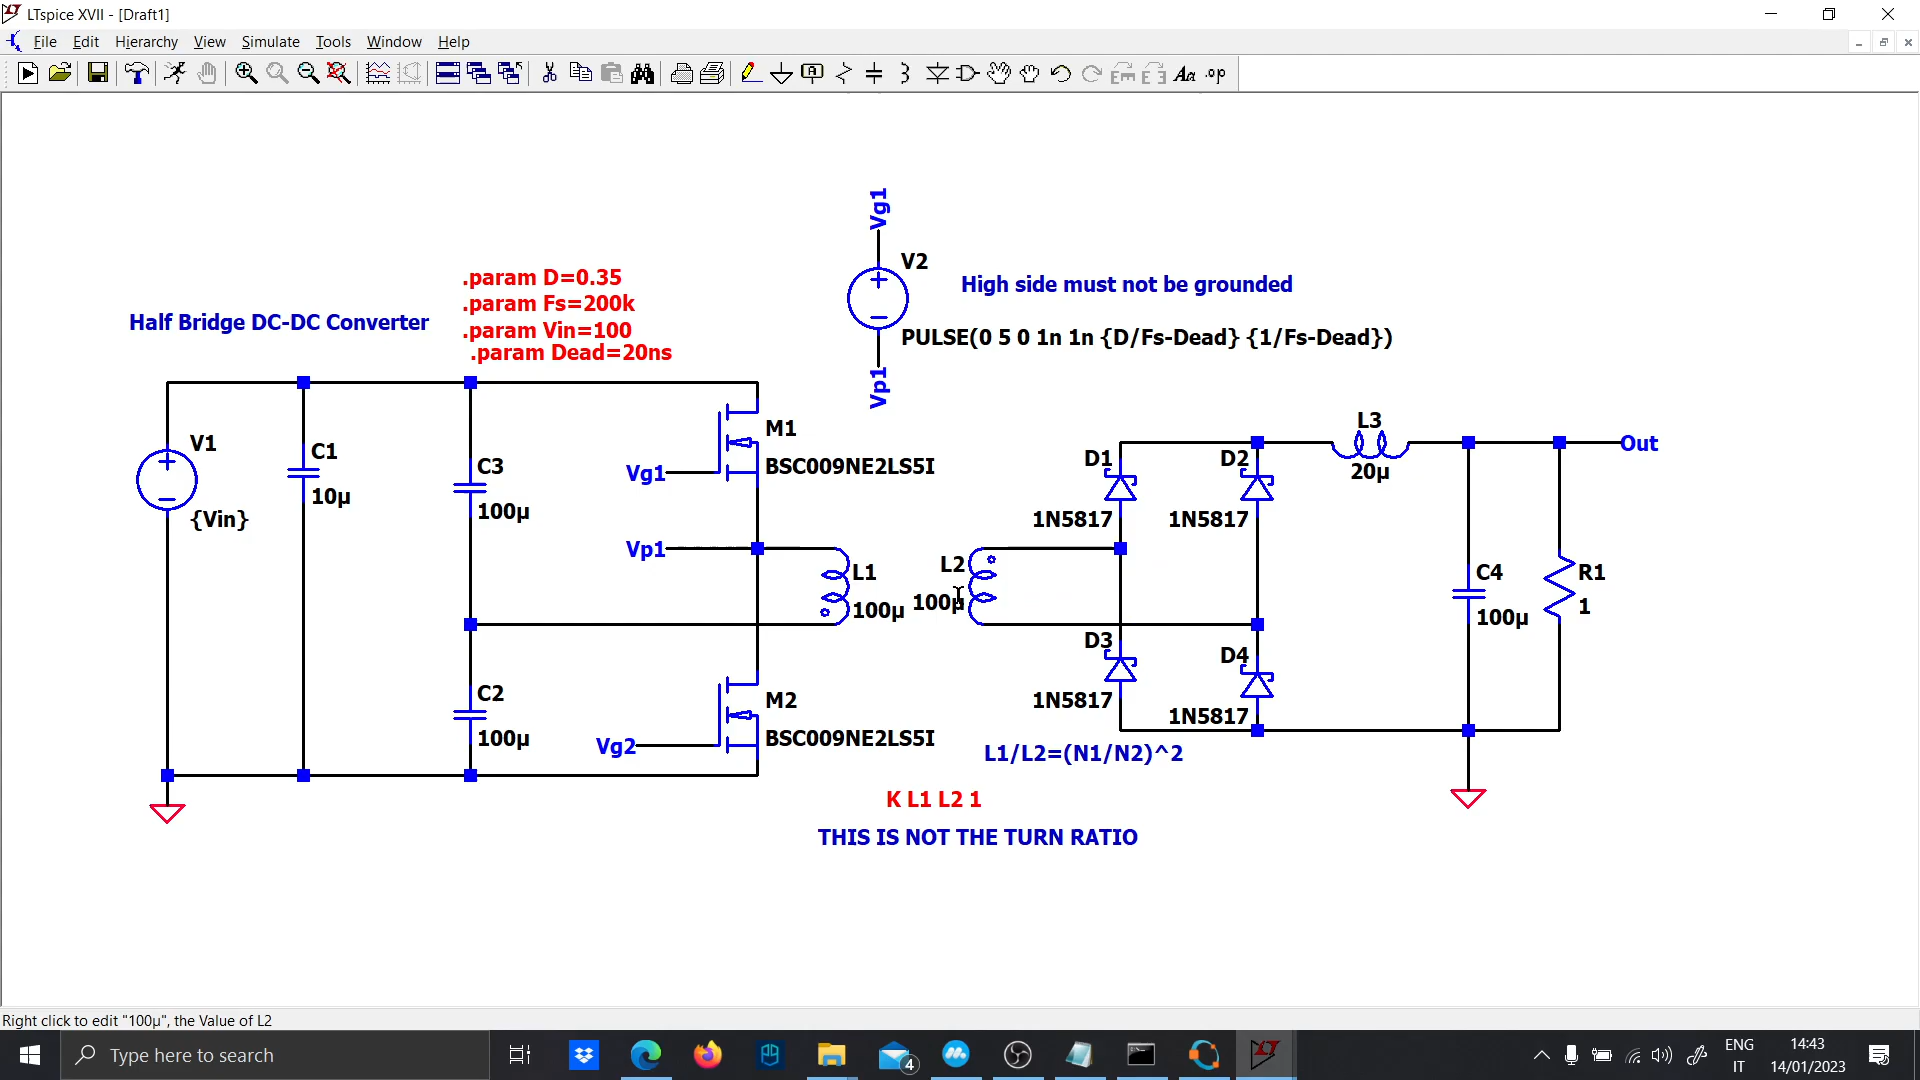 LTspice XVII - [Draft1]
File Edit Hierarchy View Simulate Tools Window Help
Vg1
V2
High side must not be grounded
PULSE(0 5 0 1n 1n {D/Fs-Dead} {1/Fs-Dead})
Vp1
.param D=0.35
.param Fs=200k
.param Vin=100
.param Dead=20ns
Half Bridge DC-DC Converter
V1
{Vin}
C1
10µ
C3
100µ
C2
100µ
Vg1
M1
BSC009NE2LS5I
Vp1
L1
100µ
L2
100µ
Vg2
M2
BSC009NE2LS5I
D1
1N5817
D2
1N5817
D3
1N5817
D4
1N5817
L3
20µ
Out
C4
100µ
R1
1
L1/L2=(N1/N2)^2
K L1 L2 1
THIS IS NOT THE TURN RATIO
Right click to edit "100µ", the Value of L2
Type here to search
4
ENG
IT
14:43
14/01/2023